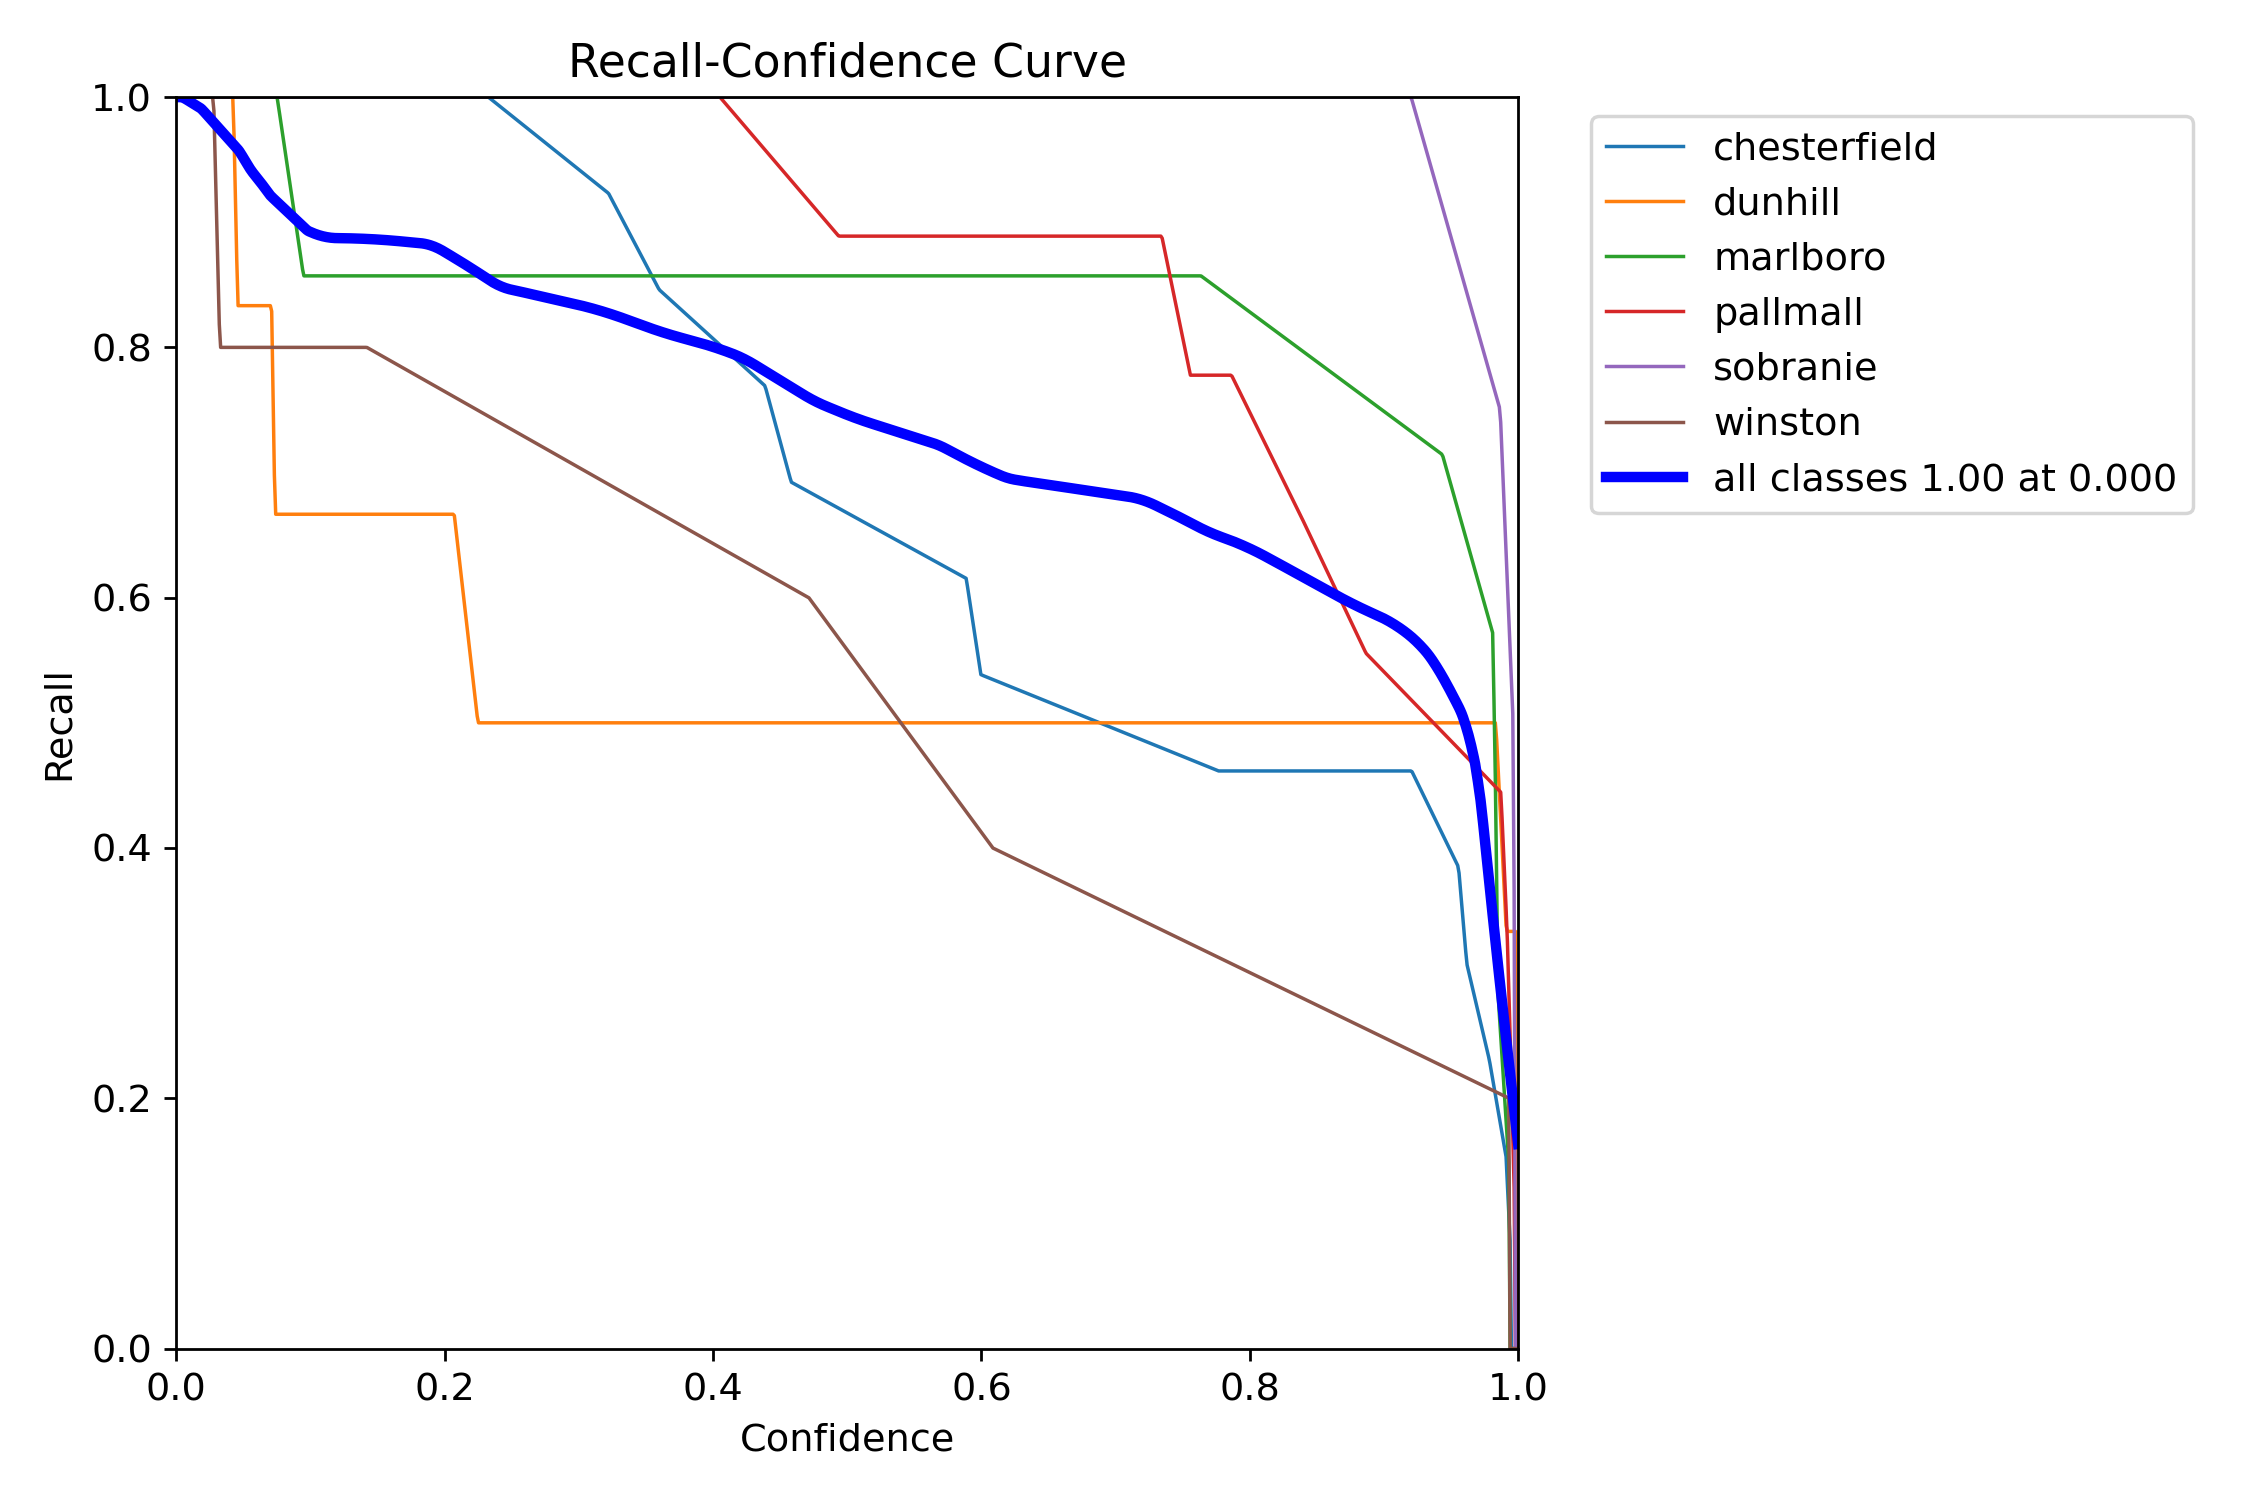 Recall-Confidence Curve
1.0
0.8
0.6
0.4
0.2
0.0
Recall
0.0 0.2 0.4 0.6 0.8 1.0
Confidence
chesterfield
dunhill
marlboro
pallmall
sobranie
winston
all classes 1.00 at 0.000